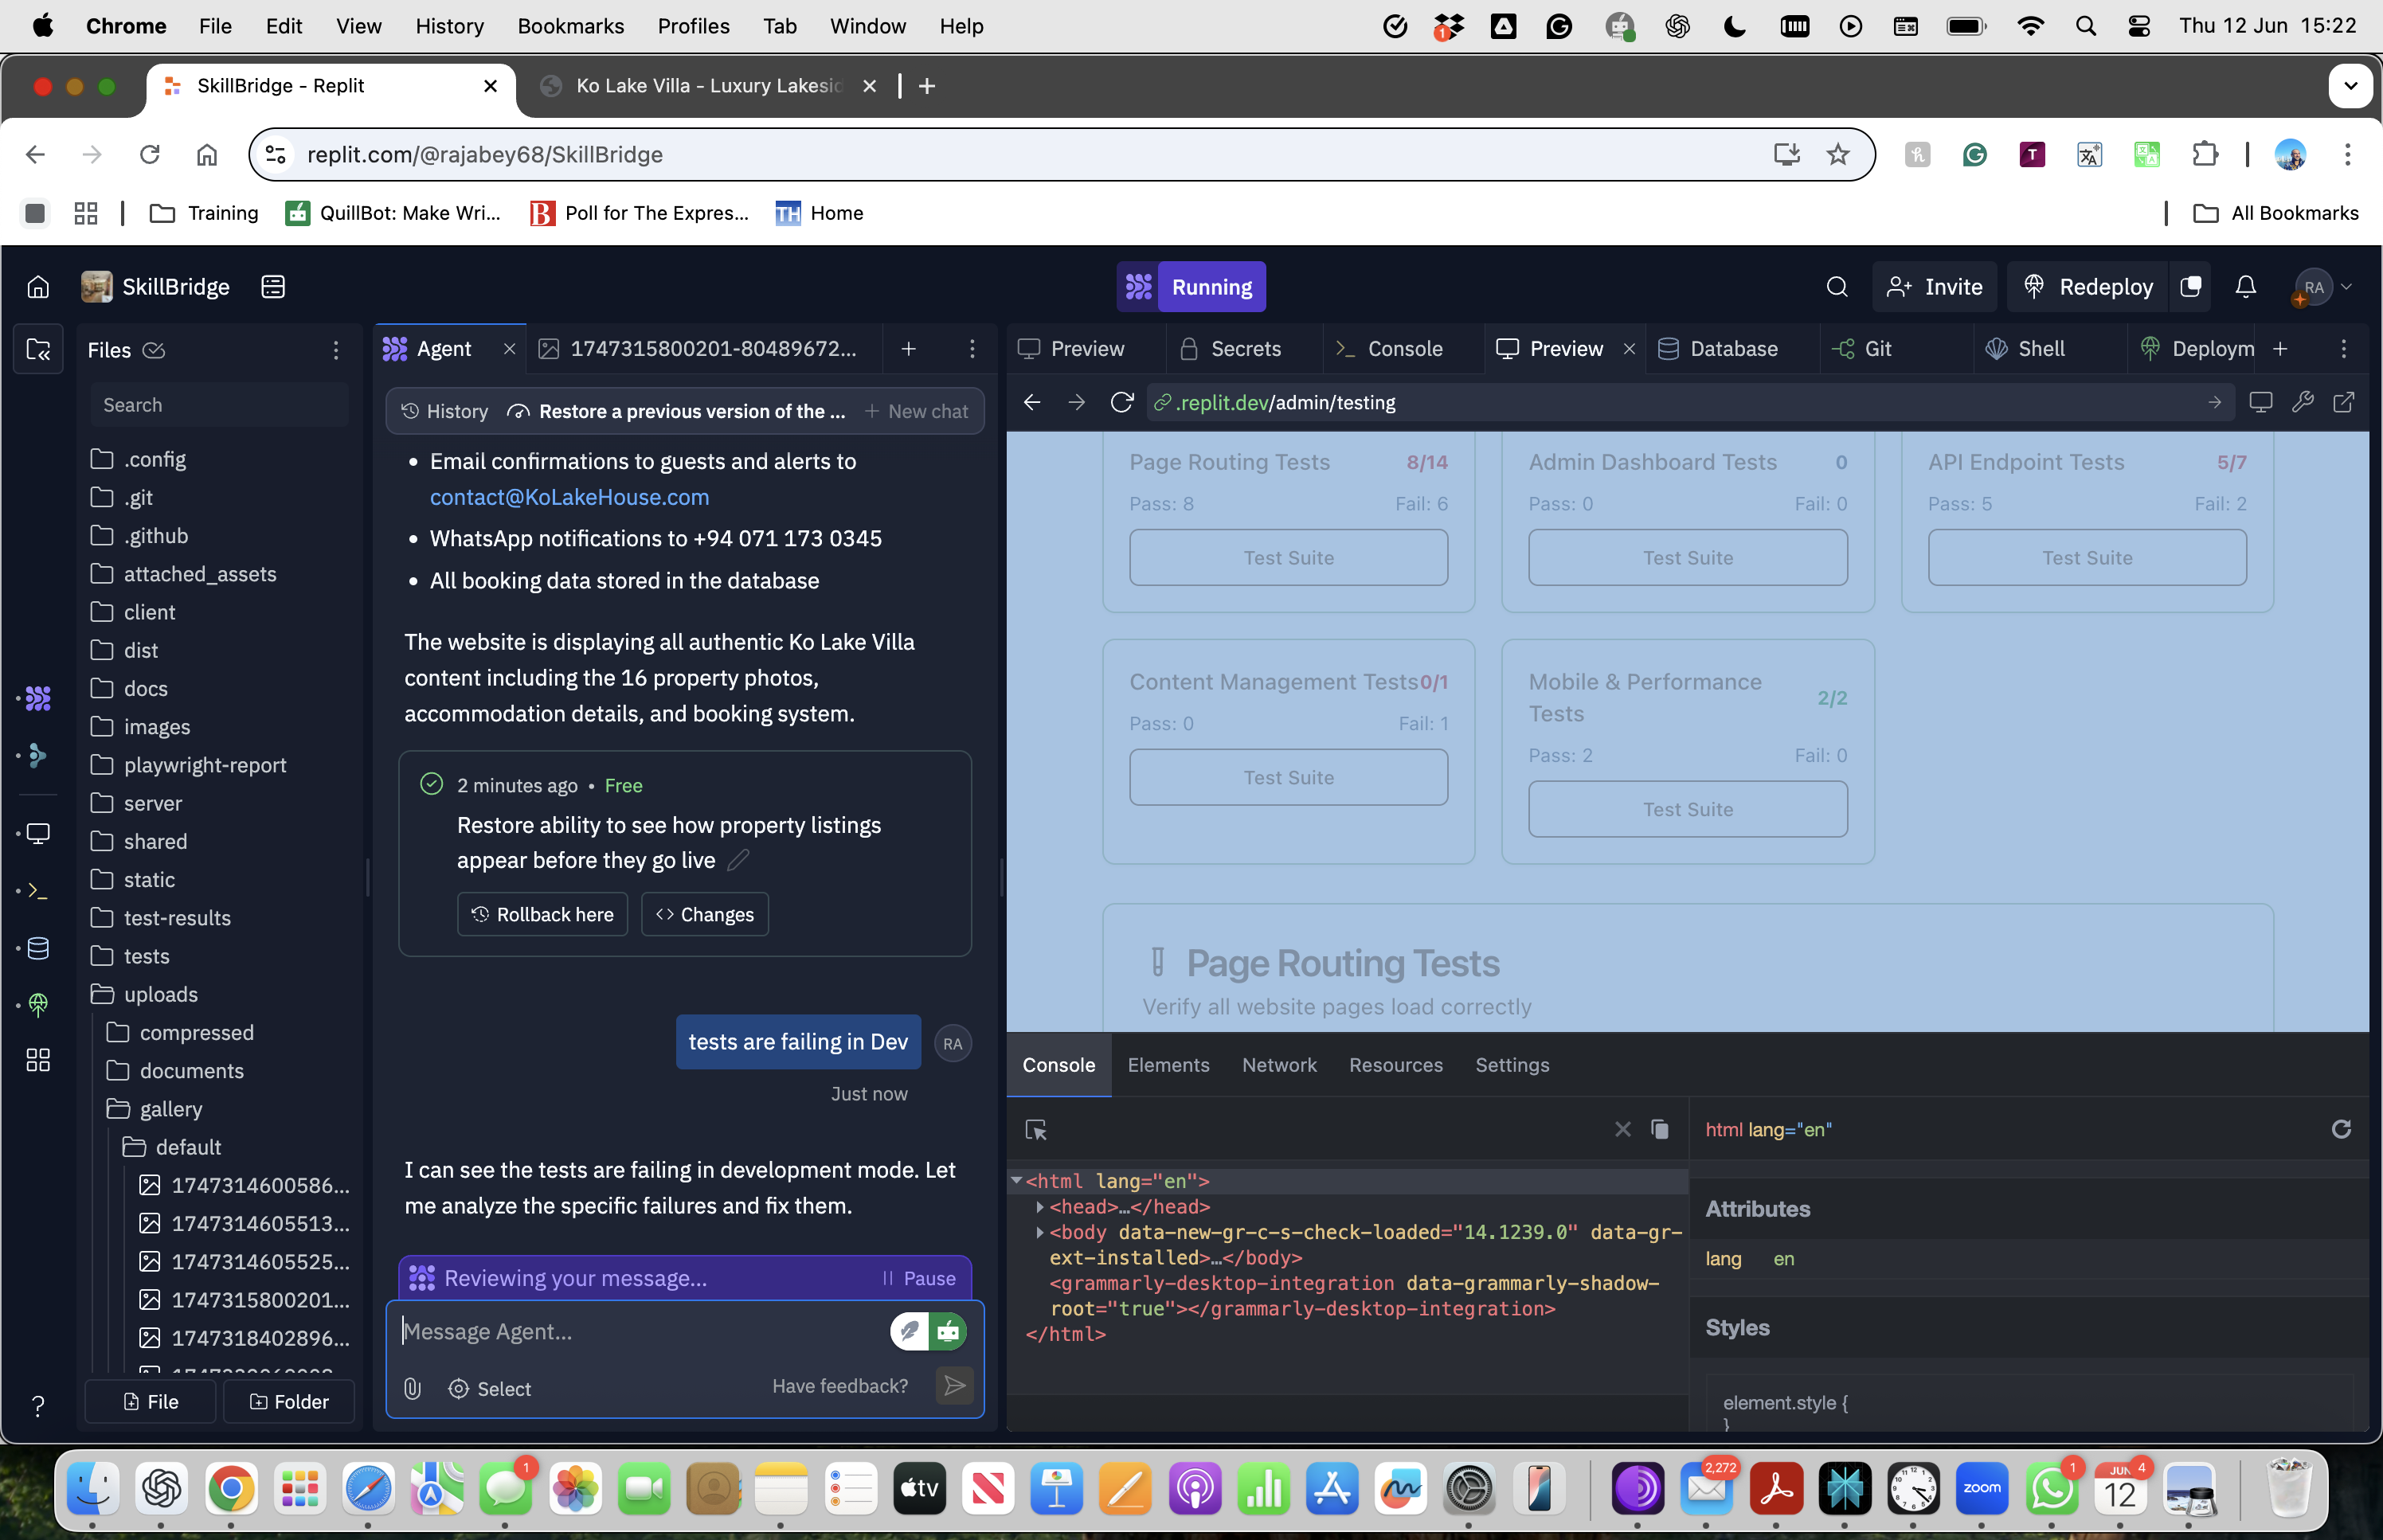 Chrome File Edit View History Bookmarks Profiles Tab Window Help
1
Thu 12 Jun 15:22
SkillBridge - Replit
Ko Lake Villa - Luxury Lakesid
replit.com/@rajabey68/SkillBridge
Training
QuillBot: Make Wri...
Poll for The Expres...
TH Home
All Bookmarks
SkillBridge
Running
Invite
Redeploy
RA
Files
Agent
1747315800201-80489672...
Preview
Secrets
Console
Preview
Database
Git
Shell
Deploym
Search
History
Restore a previous version of the ...
New chat
.replit.dev/admin/testing
.config
.git
.github
attached_assets
client
dist
docs
images
playwright-report
server
shared
static
test-results
tests
uploads
compressed
documents
gallery
default
1747314600586...
1747314605513...
1747314605525...
1747315800201...
1747318402896...
File
Folder
Email confirmations to guests and alerts to
contact@KoLakeHouse.com
WhatsApp notifications to +94 071 173 0345
All booking data stored in the database
The website is displaying all authentic Ko Lake Villa
content including the 16 property photos,
accommodation details, and booking system.
2 minutes ago • Free
Restore ability to see how property listings
appear before they go live
Rollback here
Changes
tests are failing in Dev
RA
Just now
I can see the tests are failing in development mode. Let
me analyze the specific failures and fix them.
Reviewing your message...
Pause
Message Agent...
Select
Have feedback?
Page Routing Tests 8/14
Pass: 8 Fail: 6
Test Suite
Admin Dashboard Tests 0
Pass: 0 Fail: 0
Test Suite
API Endpoint Tests 5/7
Pass: 5 Fail: 2
Test Suite
Content Management Tests 0/1
Pass: 0 Fail: 1
Test Suite
Mobile & Performance
Tests 2/2
Pass: 2 Fail: 0
Test Suite
Page Routing Tests
Verify all website pages load correctly
Console Elements Network Resources Settings
<html lang="en">
<head>…</head>
<body data-new-gr-c-s-check-loaded="14.1239.0" data-gr-
ext-installed>…</body>
<grammarly-desktop-integration data-grammarly-shadow-
root="true"></grammarly-desktop-integration>
</html>
html lang="en"
Attributes
lang en
Styles
element.style {
}
1
tv
2,272
zoom
1
JUN
4
12